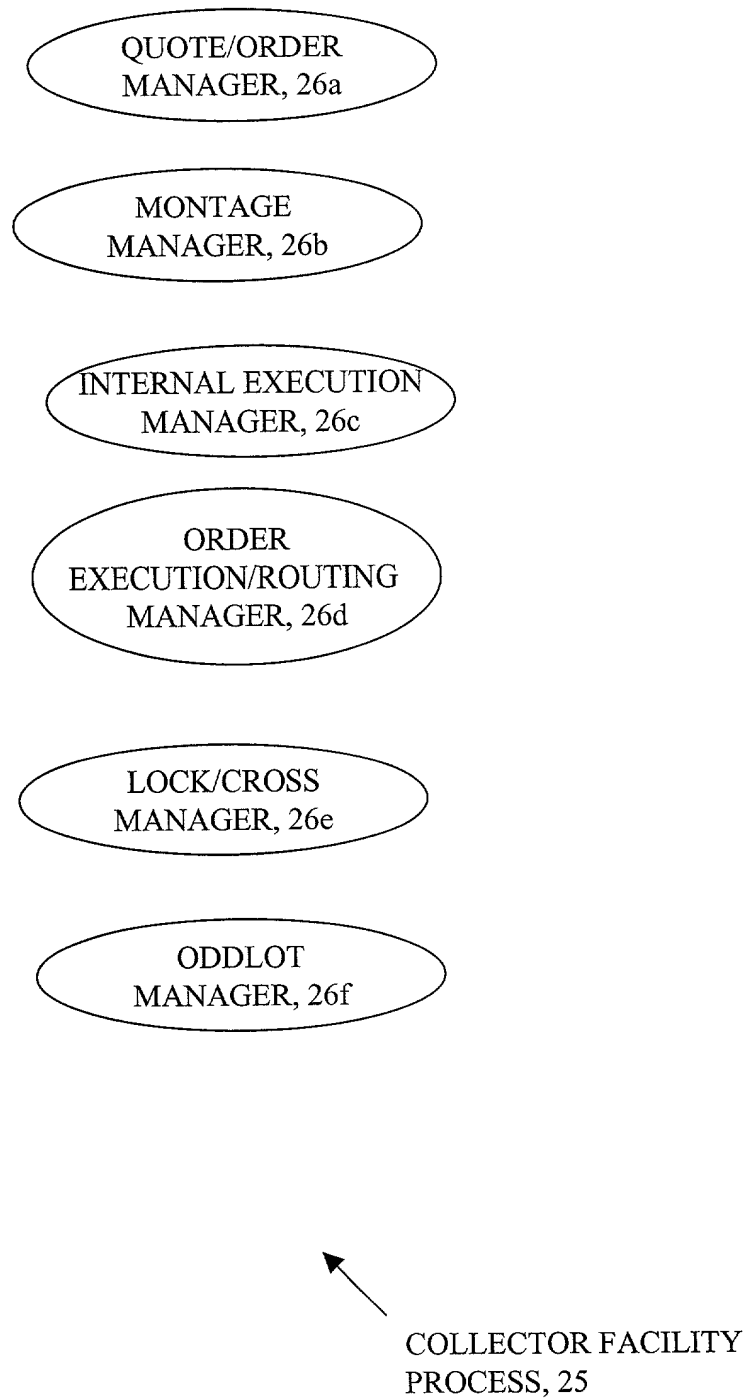 QUOTE/ORDER
MANAGER, 26a
MONTAGE
MANAGER, 26b
INTERNAL EXECUTION
MANAGER, 26c
ORDER
EXECUTION/ROUTING
MANAGER, 26d
LOCK/CROSS
MANAGER, 26e
ODDLOT
MANAGER, 26f
COLLECTOR FACILITY
PROCESS, 25